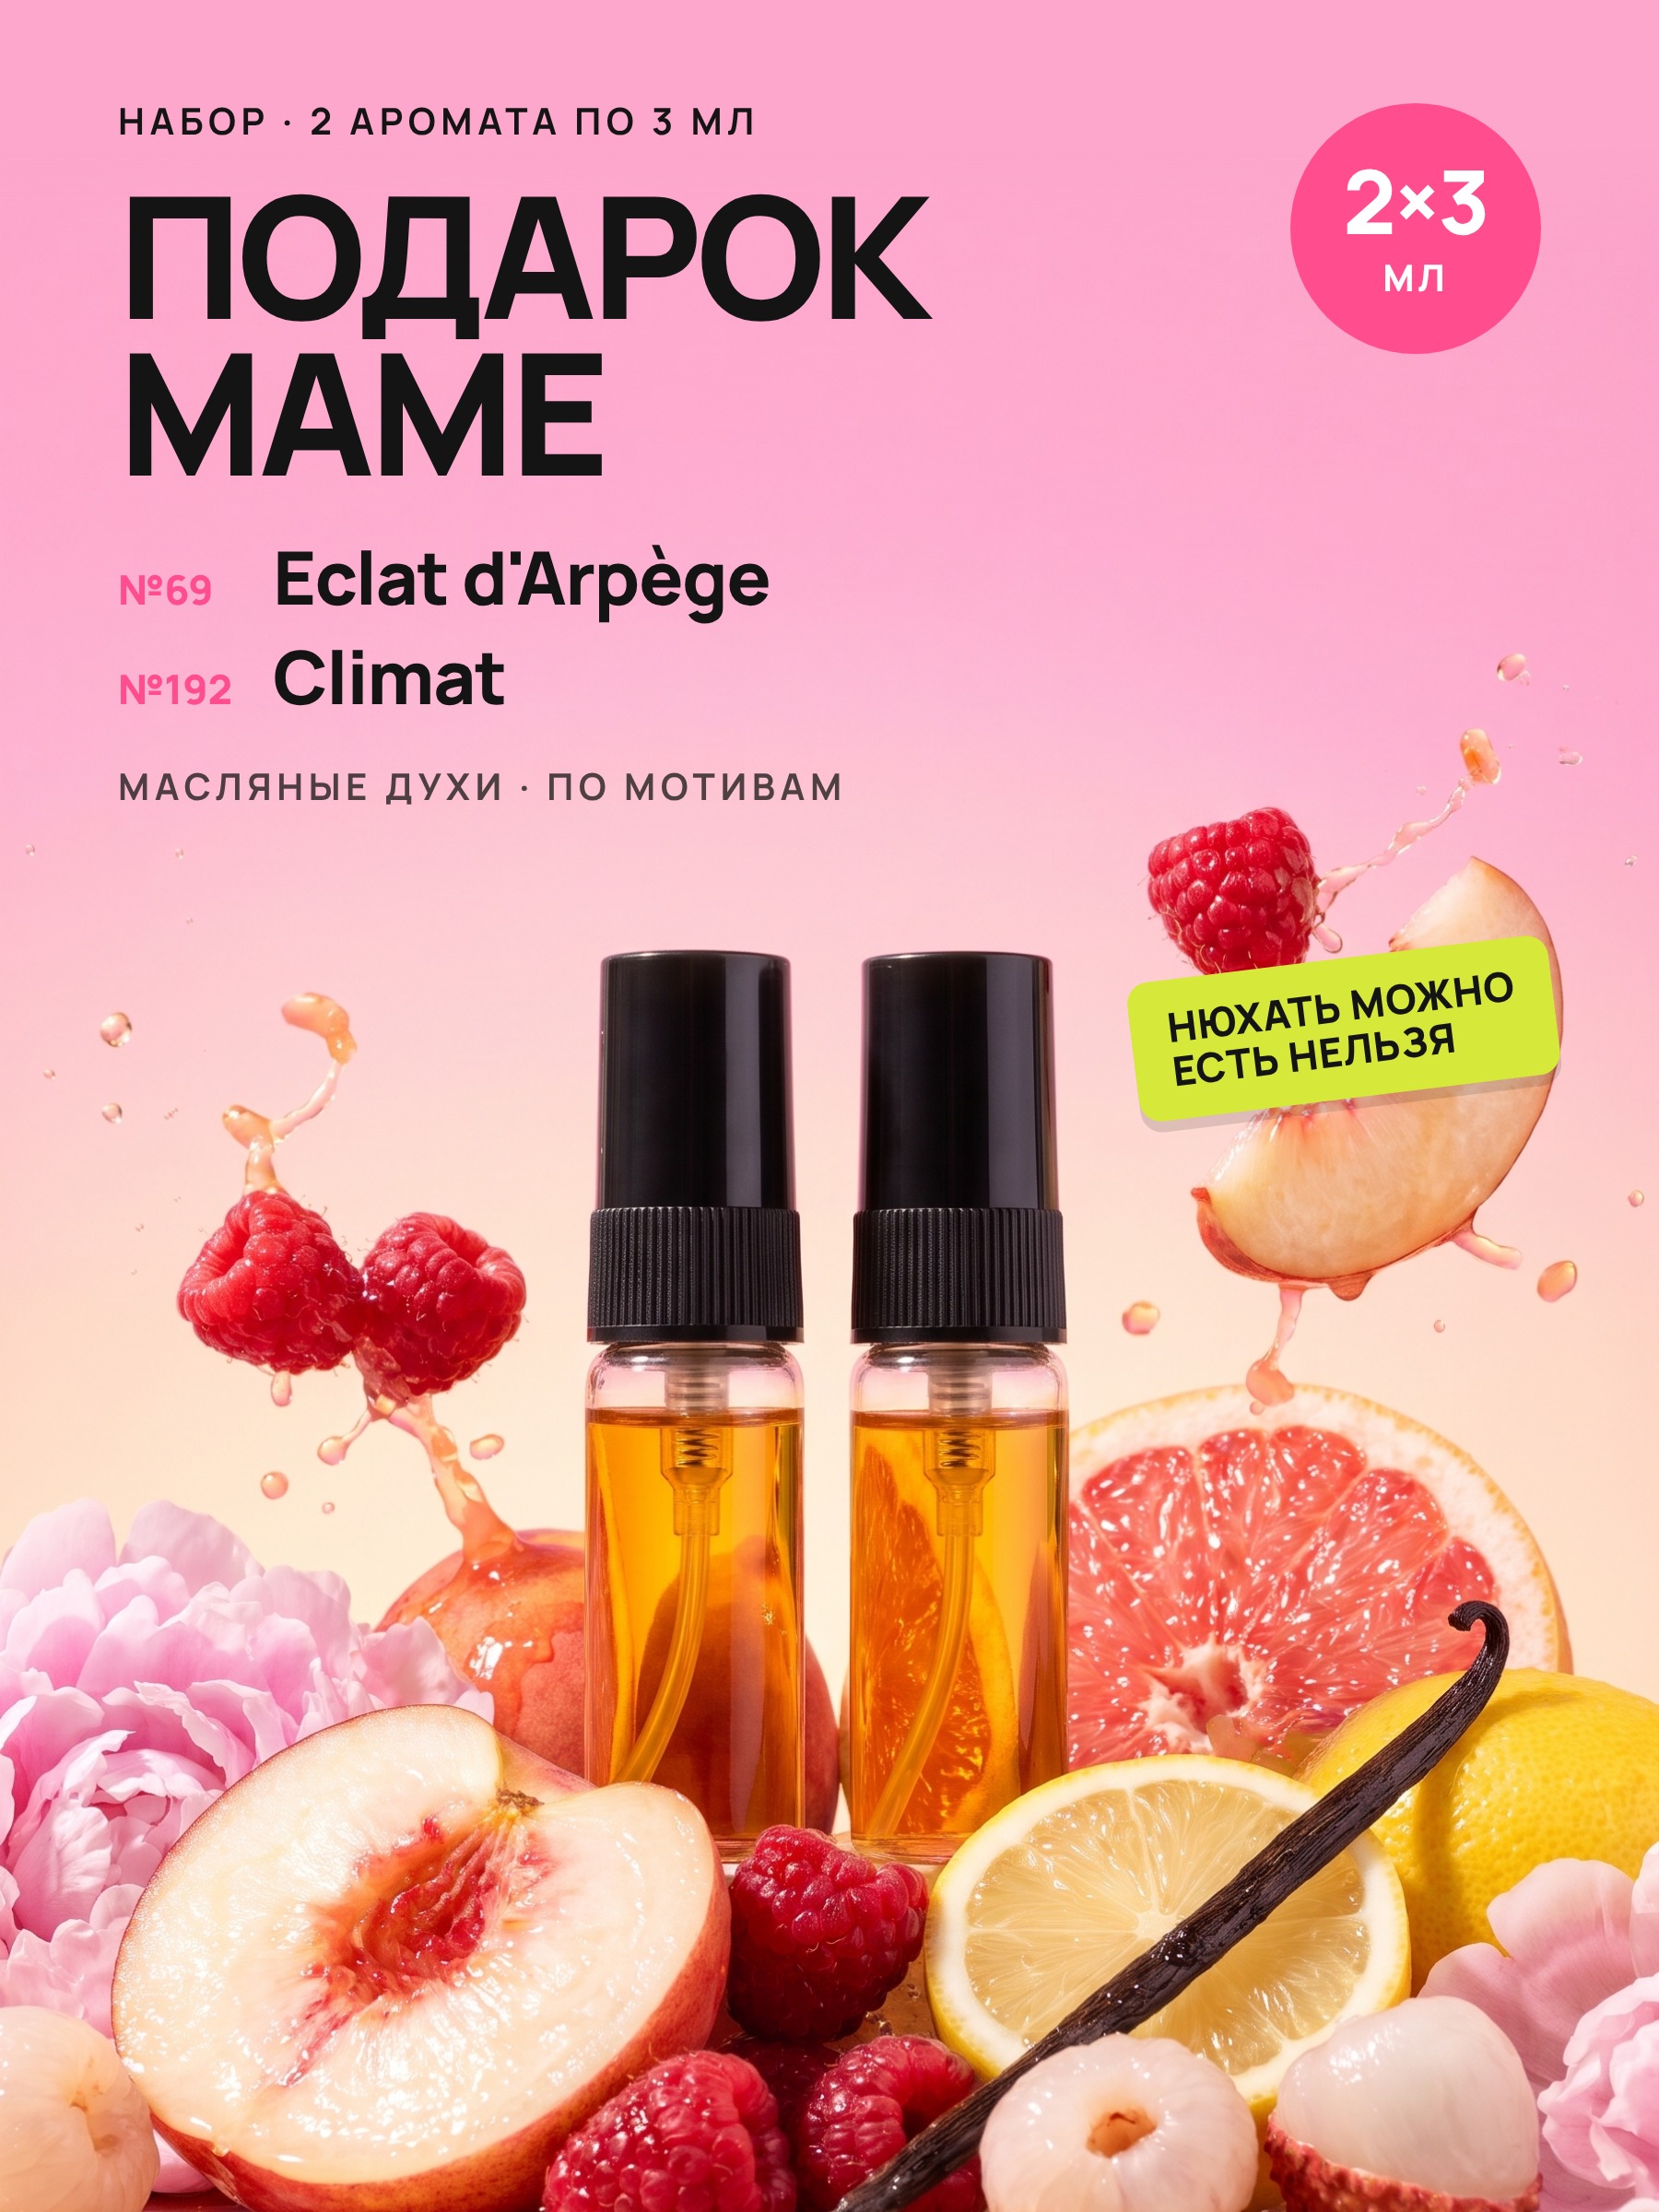 НАБОР · 2 АРОМАТА ПО 3 МЛ
2×3
МЛ
ПОДАРОК
МАМЕ
№69 Eclat d'Arpège
№192 Climat
МАСЛЯНЫЕ ДУХИ · ПО МОТИВАМ
НЮХАТЬ МОЖНО
ЕСТЬ НЕЛЬЗЯ